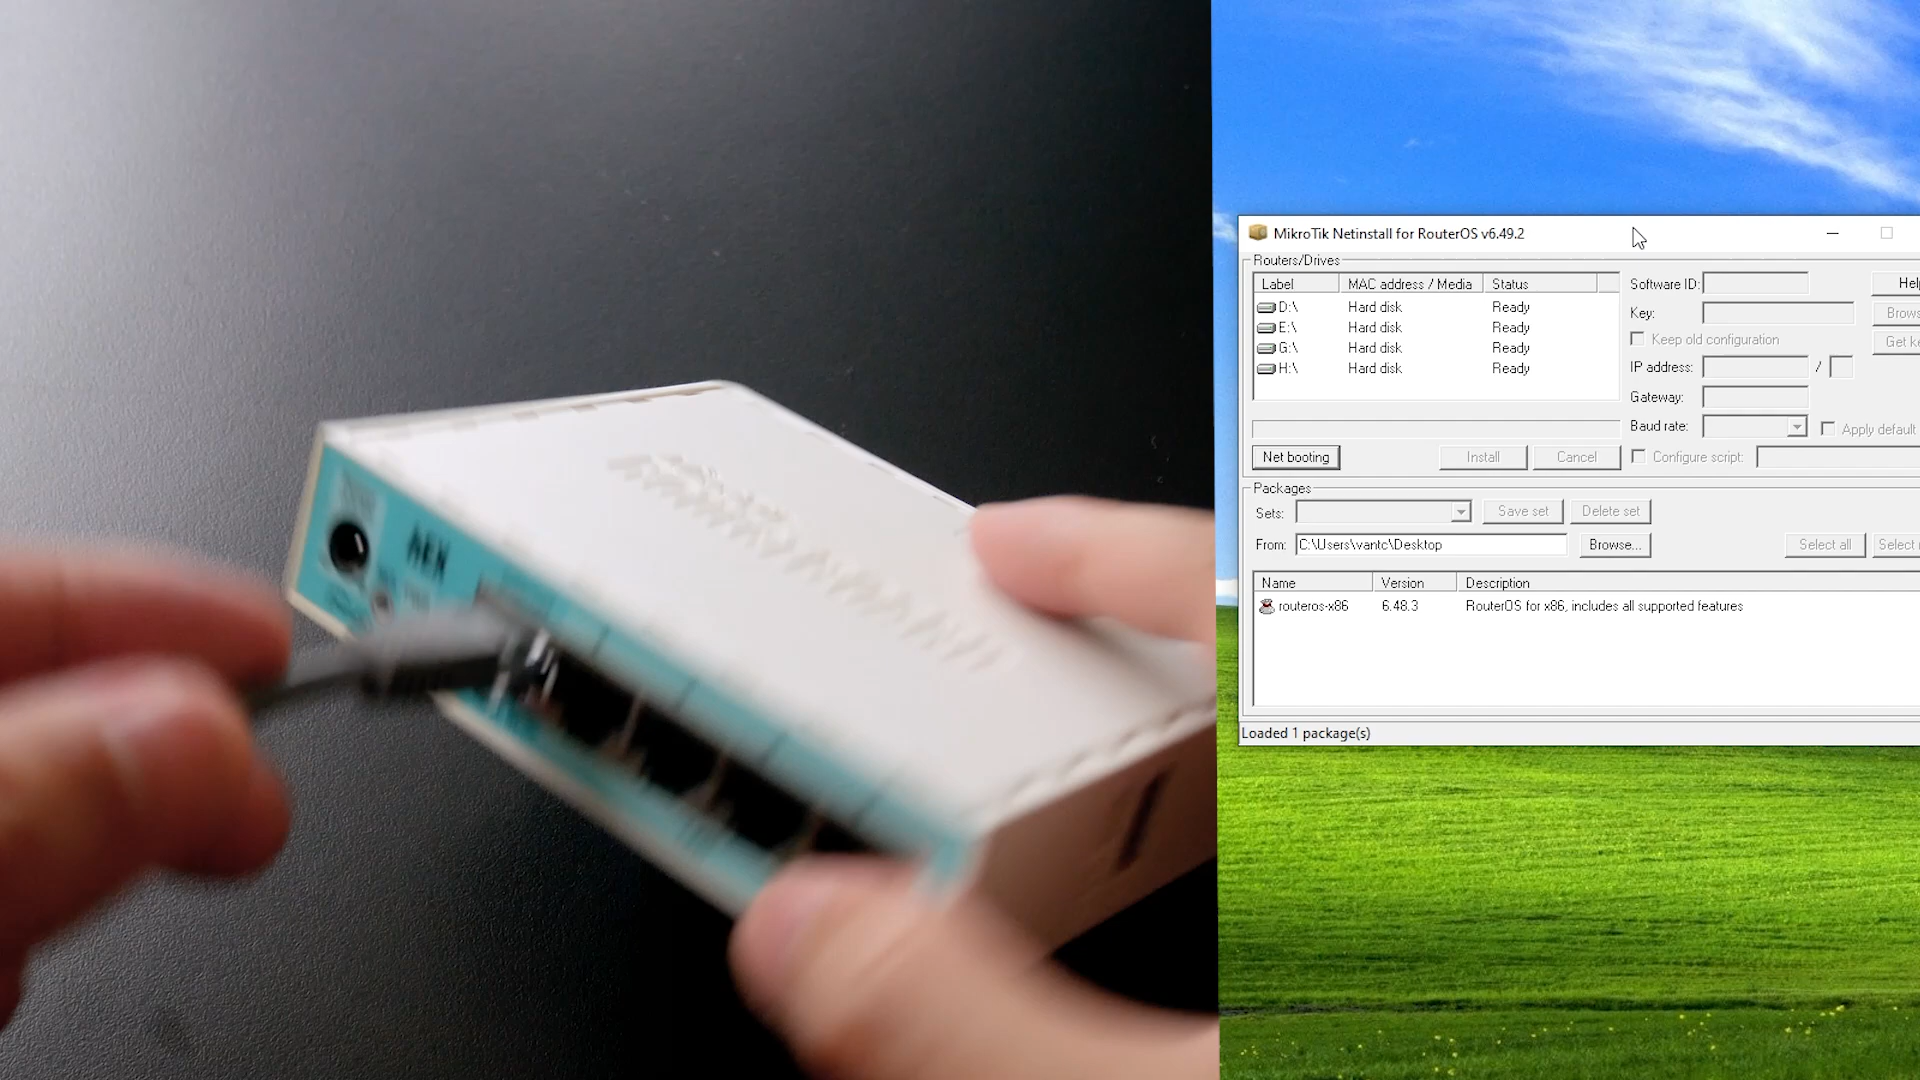 MikroTik Netinstall for RouterOS v6.49.2
Routers/Drives
Label MAC address / Media Status
D:\ Hard disk Ready
E:\ Hard disk Ready
G:\ Hard disk Ready
H:\ Hard disk Ready
Software ID:
Key:
Keep old configuration
IP address: /
Gateway:
Baud rate: Apply default
Net booting Install Cancel Configure script:
Packages
Sets: Save set Delete set
From: C:\Users\vantc\Desktop Browse... Select all Select
Name Version Description
routeros-x86 6.48.3 RouterOS for x86, includes all supported features
Loaded 1 package(s)